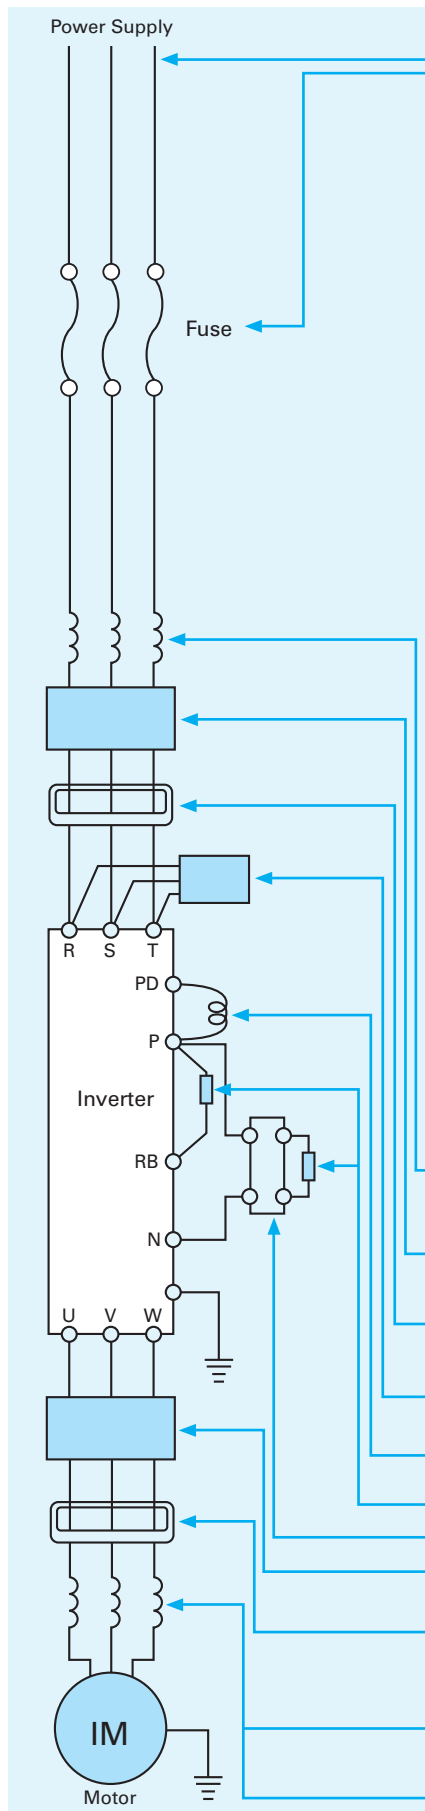 Power Supply
Fuse
R S T
PD
P
Inverter
RB
N
U V W
IM
Motor